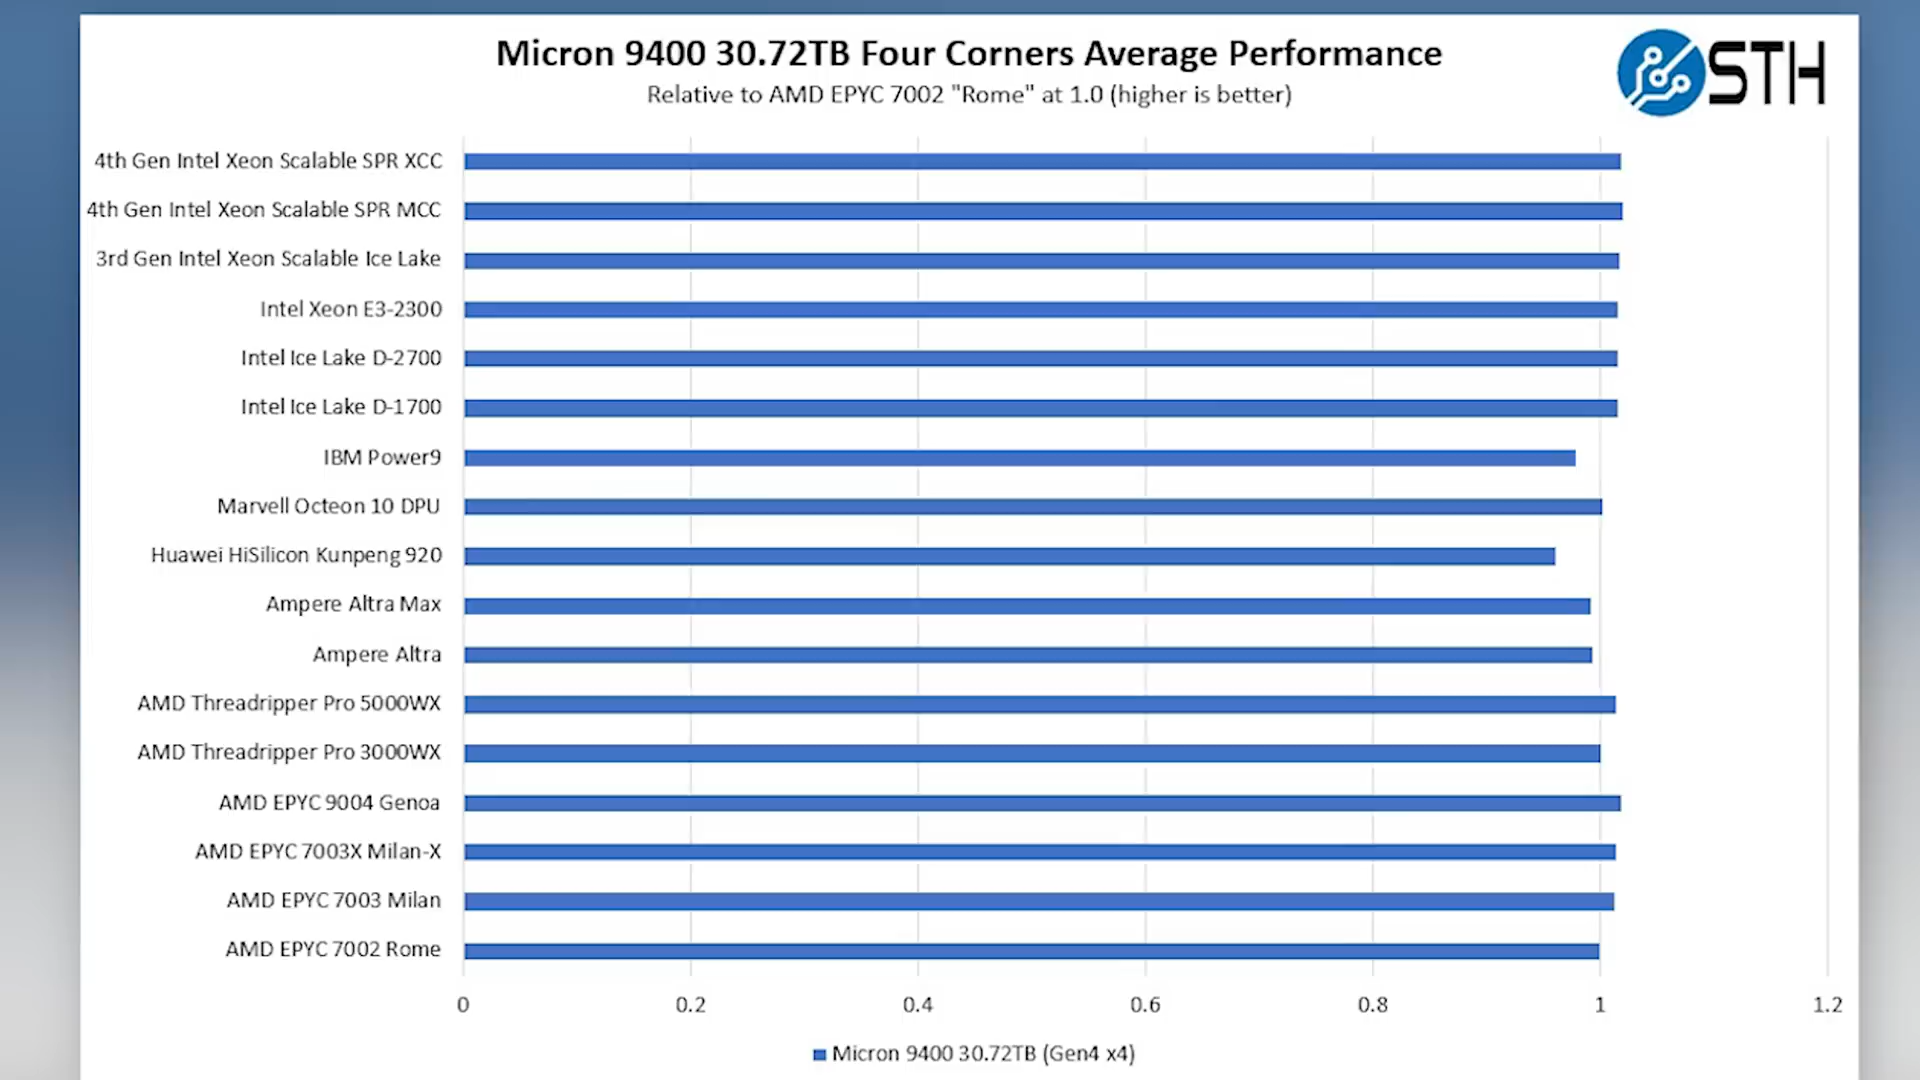 Micron 9400 30.72TB Four Corners Average Performance
Relative to AMD EPYC 7002 "Rome" at 1.0 (higher is better)
STH
4th Gen Intel Xeon Scalable SPR XCC
4th Gen Intel Xeon Scalable SPR MCC
3rd Gen Intel Xeon Scalable Ice Lake
Intel Xeon E3-2300
Intel Ice Lake D-2700
Intel Ice Lake D-1700
IBM Power9
Marvell Octeon 10 DPU
Huawei HiSilicon Kunpeng 920
Ampere Altra Max
Ampere Altra
AMD Threadripper Pro 5000WX
AMD Threadripper Pro 3000WX
AMD EPYC 9004 Genoa
AMD EPYC 7003X Milan-X
AMD EPYC 7003 Milan
AMD EPYC 7002 Rome
0 0.2 0.4 0.6 0.8 1 1.2
Micron 9400 30.72TB (Gen4 x4)